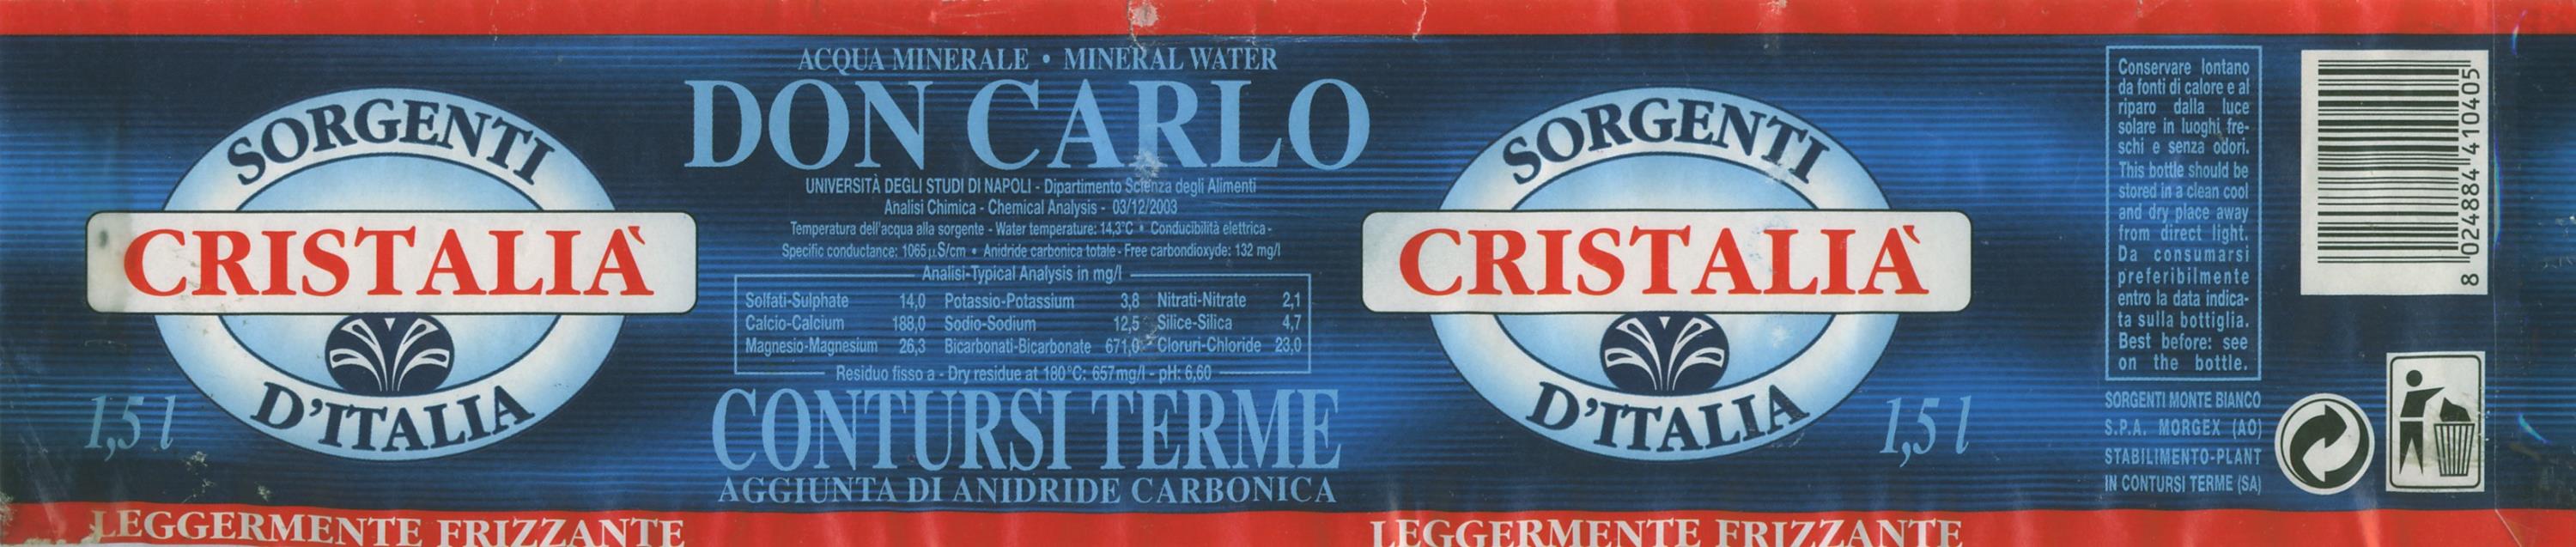 SORGENTI
CRISTALIÀ
D'ITALIA
1,5 l
LEGGERMENTE FRIZZANTE
ACQUA MINERALE • MINERAL WATER
DON CARLO
UNIVERSITÀ DEGLI STUDI DI NAPOLI - Dipartimento Scienza degli Alimenti
Analisi Chimica - Chemical Analysis - 03/12/2003
Temperatura dell'acqua alla sorgente - Water temperature: 14,3°C • Conducibilità elettrica -
Specific conductance: 1065 µS/cm • Anidride carbonica totale - Free carbondioxyde: 132 mg/l
Analisi-Typical Analysis in mg/l
Solfati-Sulphate 14,0 Potassio-Potassium 3,8 Nitrati-Nitrate 2,1
Calcio-Calcium 188,0 Sodio-Sodium 12,5 Silice-Silica 4,7
Magnesio-Magnesium 26,3 Bicarbonati-Bicarbonate 671,0 Cloruri-Chloride 23,0
Residuo fisso a - Dry residue at 180°C: 657mg/l - pH: 6,60
CONTURSI TERME
AGGIUNTA DI ANIDRIDE CARBONICA
SORGENTI
CRISTALIÀ
D'ITALIA
1,5 l
LEGGERMENTE FRIZZANTE
Conservare lontano
da fonti di calore e al
riparo dalla luce
solare in luoghi fre-
schi e senza odori.
This bottle should be
stored in a clean cool
and dry place away
from direct light.
Da consumarsi
preferibilmente
entro la data indica-
ta sulla bottiglia.
Best before: see
on the bottle.
SORGENTI MONTE BIANCO
S.P.A. MORGEX (AO)
STABILIMENTO-PLANT
IN CONTURSI TERME (SA)
8 024884 410405